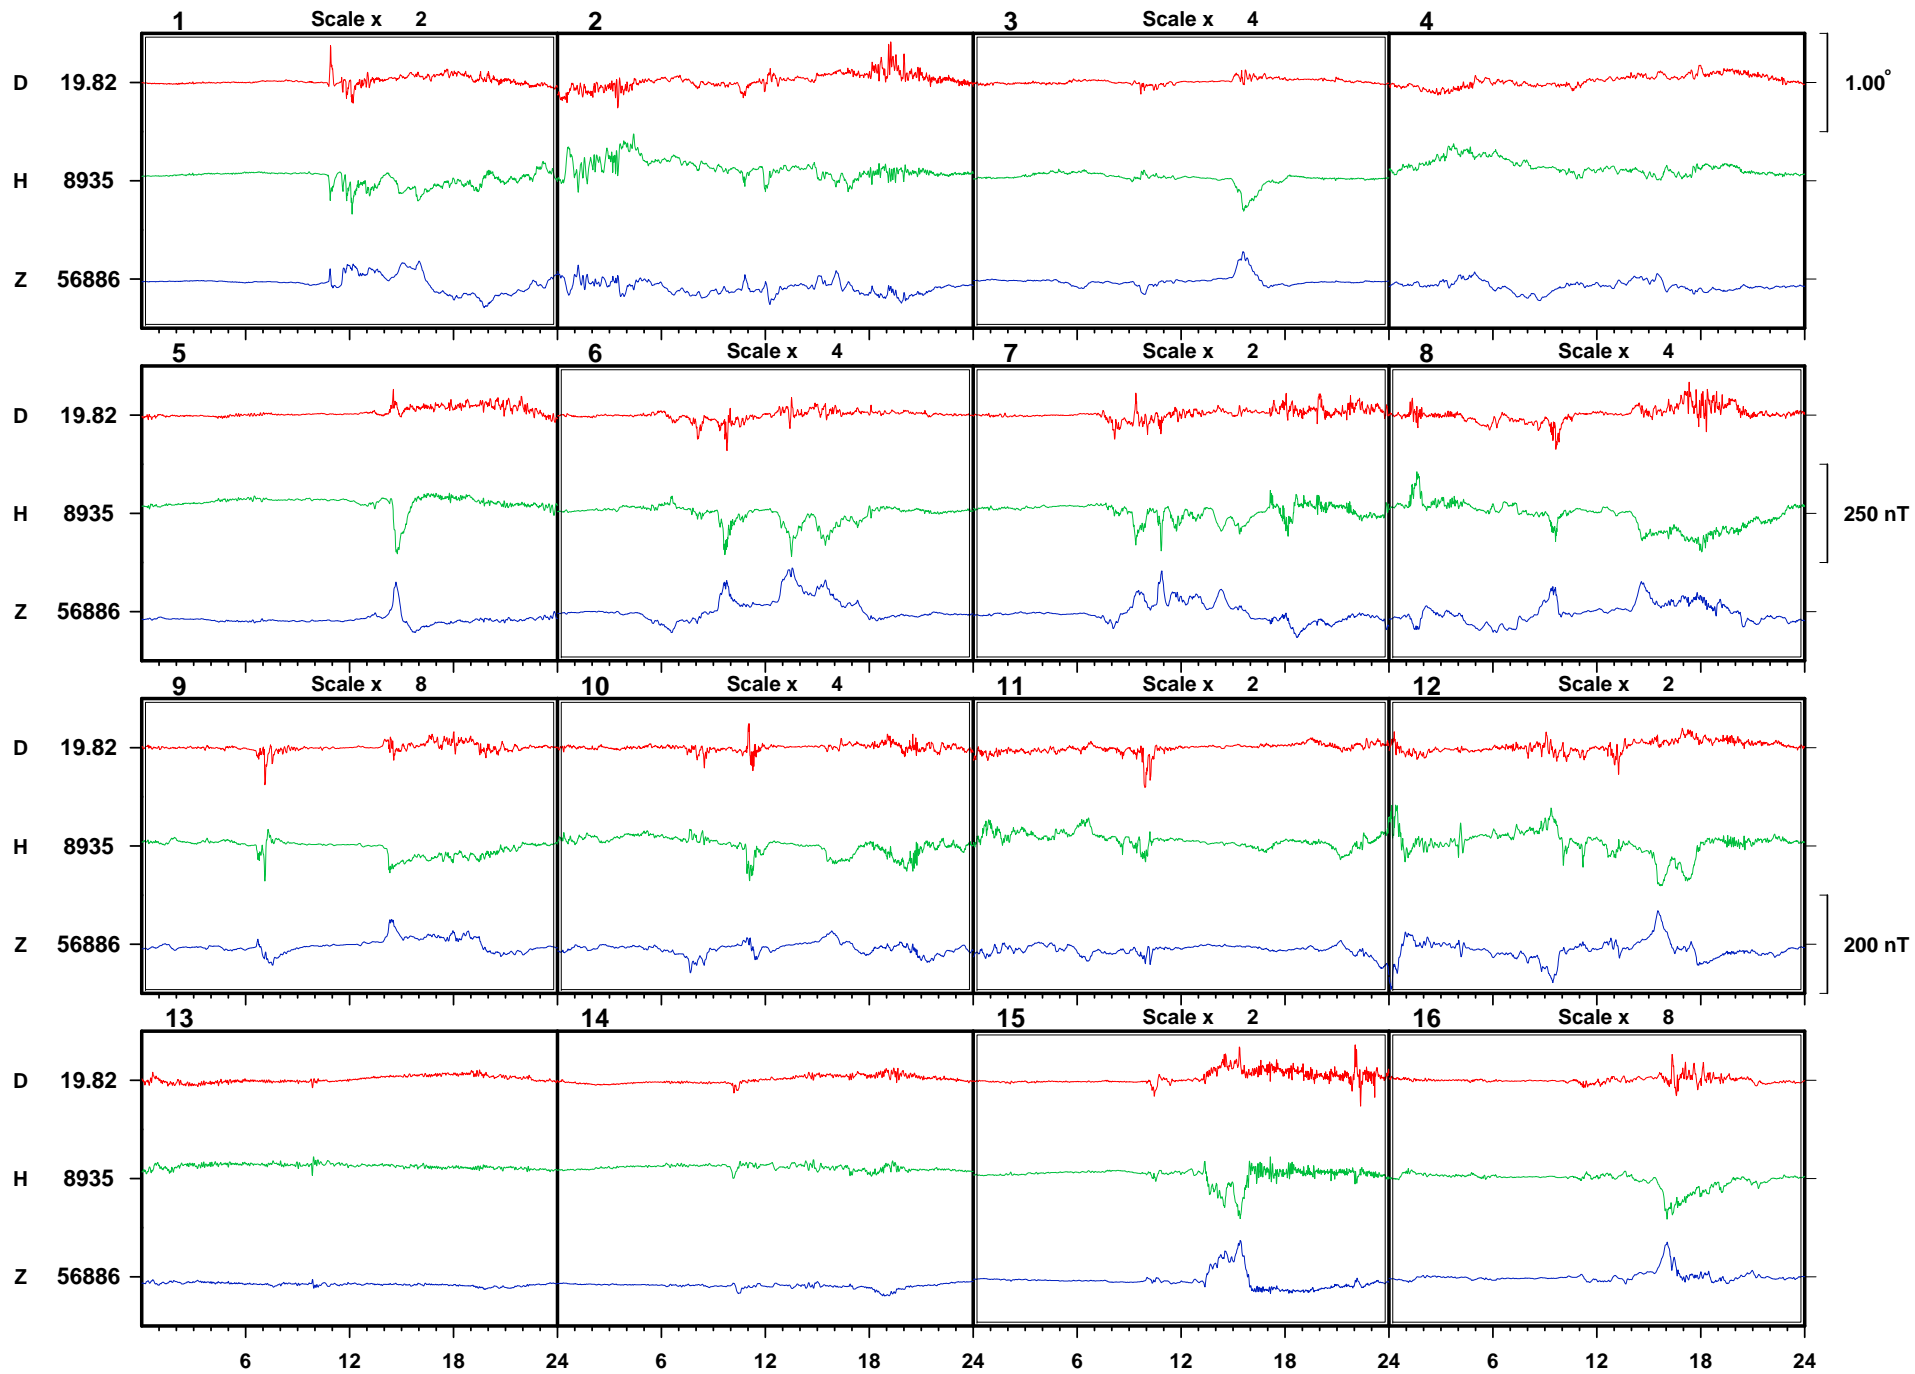 1 Scale x 2 2 3 Scale x 4 4
D 19.82 1.00°
H 8935
Z 56886
5 6 Scale x 4 7 Scale x 2 8 Scale x 4
D 19.82
H 8935 250 nT
Z 56886
9 Scale x 8 10 Scale x 4 11 Scale x 2 12 Scale x 2
D 19.82
H 8935
Z 56886 200 nT
13 14 15 Scale x 2 16 Scale x 8
D 19.82
H 8935
Z 56886
6 12 18 24 6 12 18 24 6 12 18 24 6 12 18 24